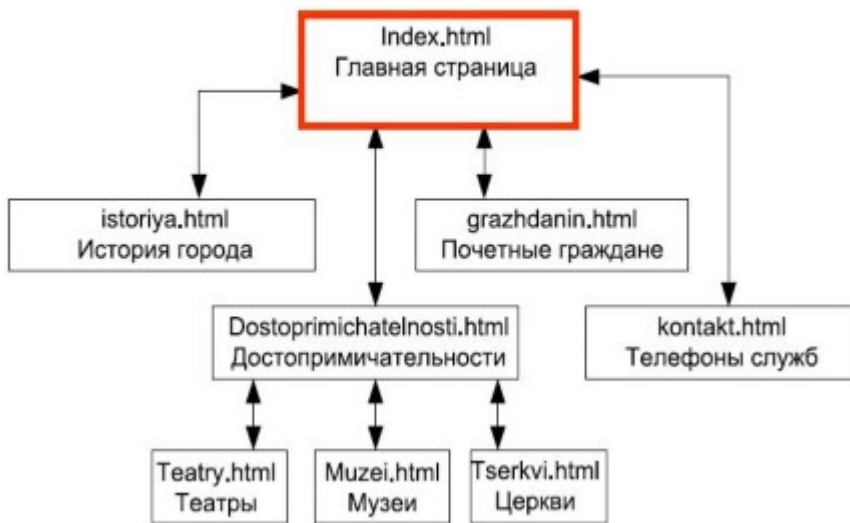 Index.html
Главная страница
istoriya.html
История города
grazhdanin.html
Почетные граждане
Dostoprimichatelnosti.html
Достопримичательности
kontakt.html
Телефоны служб
Teatry.html
Театры
Muzei.html
Музеи
Tserkvi.html
Церкви